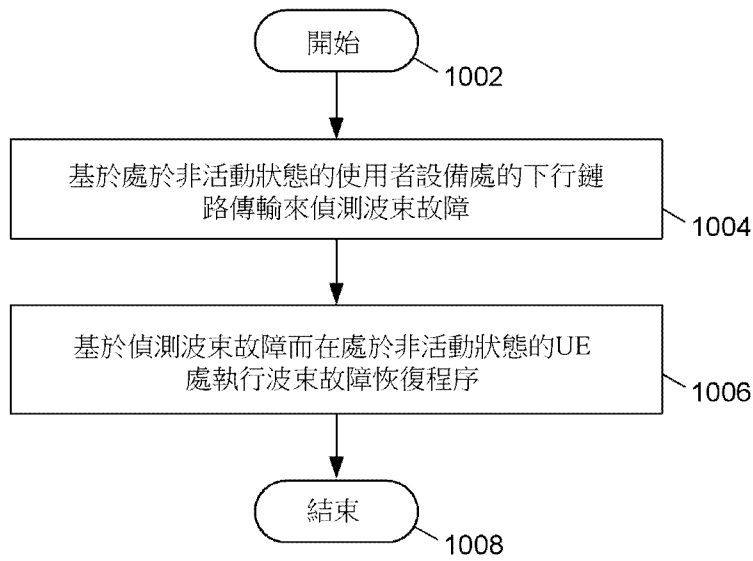 開始
1002
基於處於非活動狀態的使用者設備處的下行鏈
路傳輸來偵測波束故障
1004
基於偵測波束故障而在處於非活動狀態的UE
處執行波束故障恢復程序
1006
結束
1008